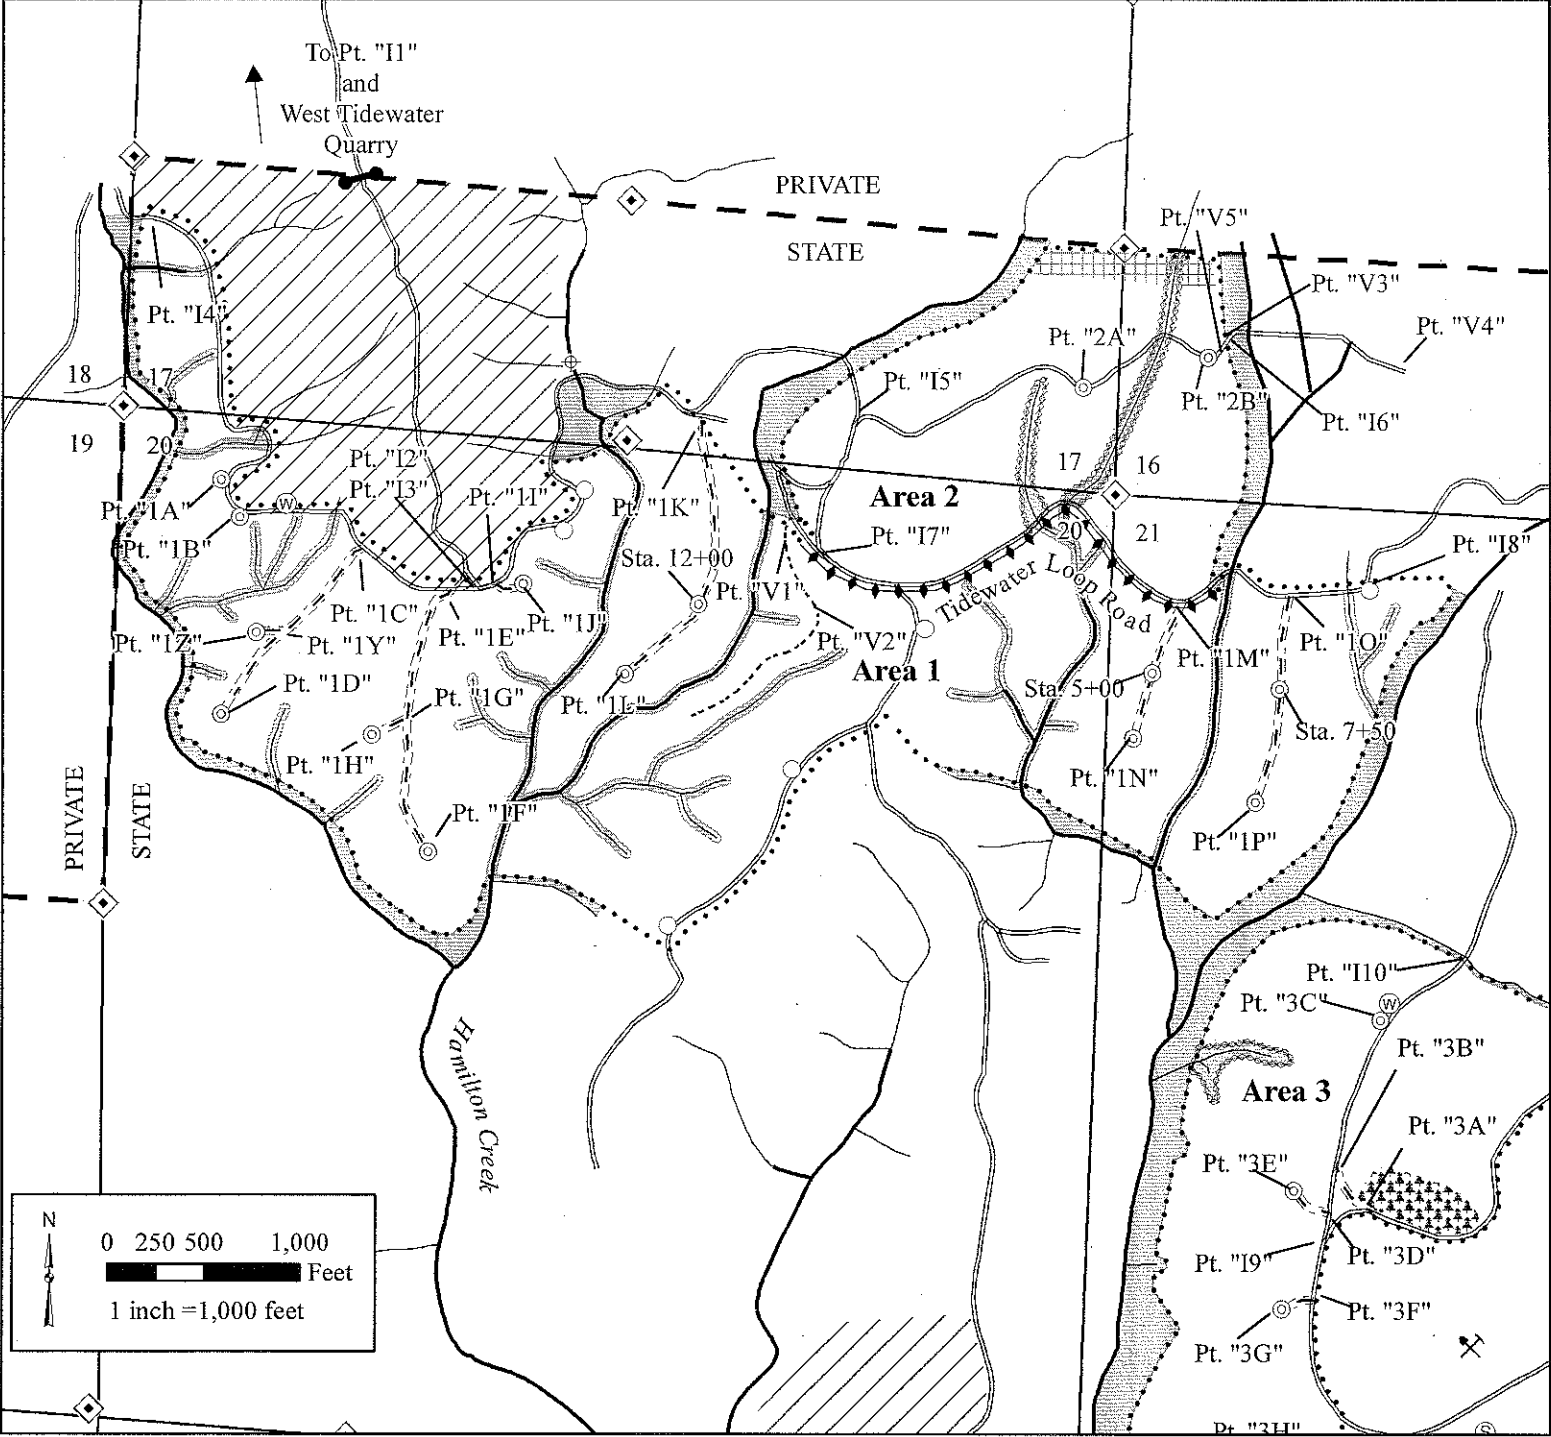 To Pt. "I1"
and
West Tidewater
Quarry
PRIVATE
STATE
Pt. "V5"
Pt. "V3"
Pt. "V4"
Pt. "I4"
Pt. "2A"
Pt. "I5"
Pt. "2B"
Pt. "I6"
18 17
19 20
17 16
20 21
Pt. "I2"
Pt. "I3"
Pt. "1I"
Pt. "1K"
Area 2
Pt. "1A"
W
Pt. "1B"
Sta. 12+00
Pt. "I7"
Pt. "I8"
Tidewater Loop Road
Pt. "V1"
Pt. "1C"
Pt. "1E"
Pt. "1J"
Pt. "V2"
Pt. "1O"
Pt. "1Z"
Pt. "1Y"
Pt. "1M"
Area 1
Pt. "1D"
Pt. "1G"
Pt. "1L"
Sta. 5+00
Sta. 7+50
Pt. "1H"
Pt. "1N"
Pt. "1F"
Pt. "1P"
PRIVATE
STATE
Pt. "I10"
Pt. "3C"
W
Hamilton Creek
Pt. "3B"
Area 3
Pt. "3A"
Pt. "3E"
Pt. "3D"
Pt. "I9"
Pt. "3F"
Pt. "3G"
Pt. "3H"
S
N
0 250 500 1,000
Feet
1 inch =1,000 feet